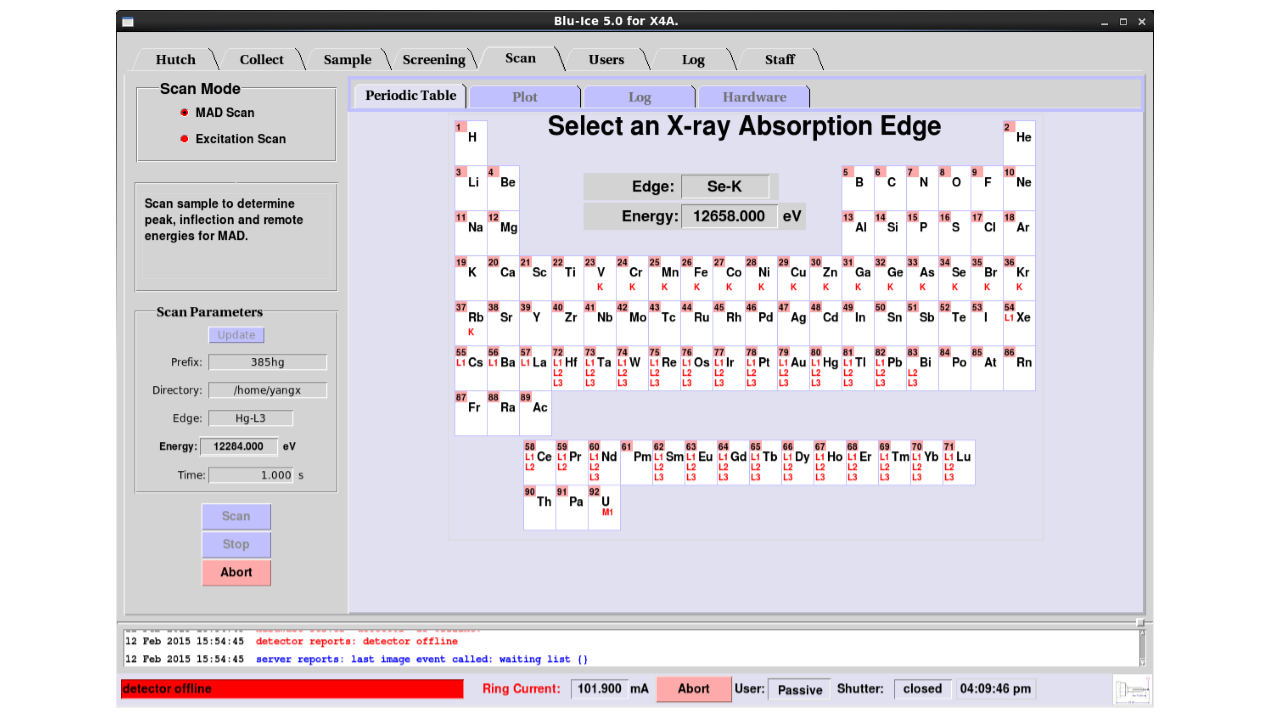 Blu-Ice 5.0 for X4A.
Hutch Collect Sample Screening Scan Users Log Staff
Scan Mode
MAD Scan
Excitation Scan
Scan sample to determine
peak, inflection and remote
energies for MAD.
Scan Parameters
Update
Prefix: 385hg
Directory: /home/yangx
Edge: Hg-L3
Energy: 12284.000 eV
Time: 1.000 s
Scan
Stop
Abort
Periodic Table Plot Log Hardware
Select an X-ray Absorption Edge
Edge: Se-K
Energy: 12658.000 eV
1 H 2 He
3 Li 4 Be 5 B 6 C 7 N 8 O 9 F 10 Ne
11 Na 12 Mg 13 Al 14 Si 15 P 16 S 17 Cl 18 Ar
19 20 21 22 23 24 25 26 27 28 29 30 31 32 33 34 35 36
K Ca Sc Ti V Cr Mn Fe Co Ni Cu Zn Ga Ge As Se Br Kr
K K K K K K K K K K K K K K
37 38 39 40 41 42 43 44 45 46 47 48 49 50 51 52 53 54
Rb Sr Y Zr Nb Mo Tc Ru Rh Pd Ag Cd In Sn Sb Te I L1 Xe
K
55 56 57 72 73 74 75 76 77 78 79 80 81 82 83 84 85 86
L1 Cs L1 Ba L1 La L1 Hf L1 Ta L1 W L1 Re L1 Os L1 Ir L1 Pt L1 Au L1 Hg L1 Tl L1 Pb L1 Bi Po At Rn
L2 L2 L2 L2 L2 L2 L2 L2 L2 L2 L2 L2
L3 L3 L3 L3 L3 L3 L3 L3 L3 L3 L3 L3
87 Fr 88 Ra 89 Ac
58 59 60 61 62 63 64 65 66 67 68 69 70 71
L1 Ce L1 Pr L1 Nd Pm L1 Sm L1 Eu L1 Gd L1 Tb L1 Dy L1 Ho L1 Er L1 Tm L1 Yb L1 Lu
L2 L2 L2 L2 L2 L2 L2 L2 L2 L2 L2 L2 L2
L3 L3 L3 L3 L3 L3 L3 L3 L3 L3 L3
90 Th 91 Pa 92 U
M1
12 Feb 2015 15:54:45 detector reports: detector offline
12 Feb 2015 15:54:45 server reports: last image event called: waiting list {}
detector offline Ring Current: 101.900 mA Abort User: Passive Shutter: closed 04:09:46 pm